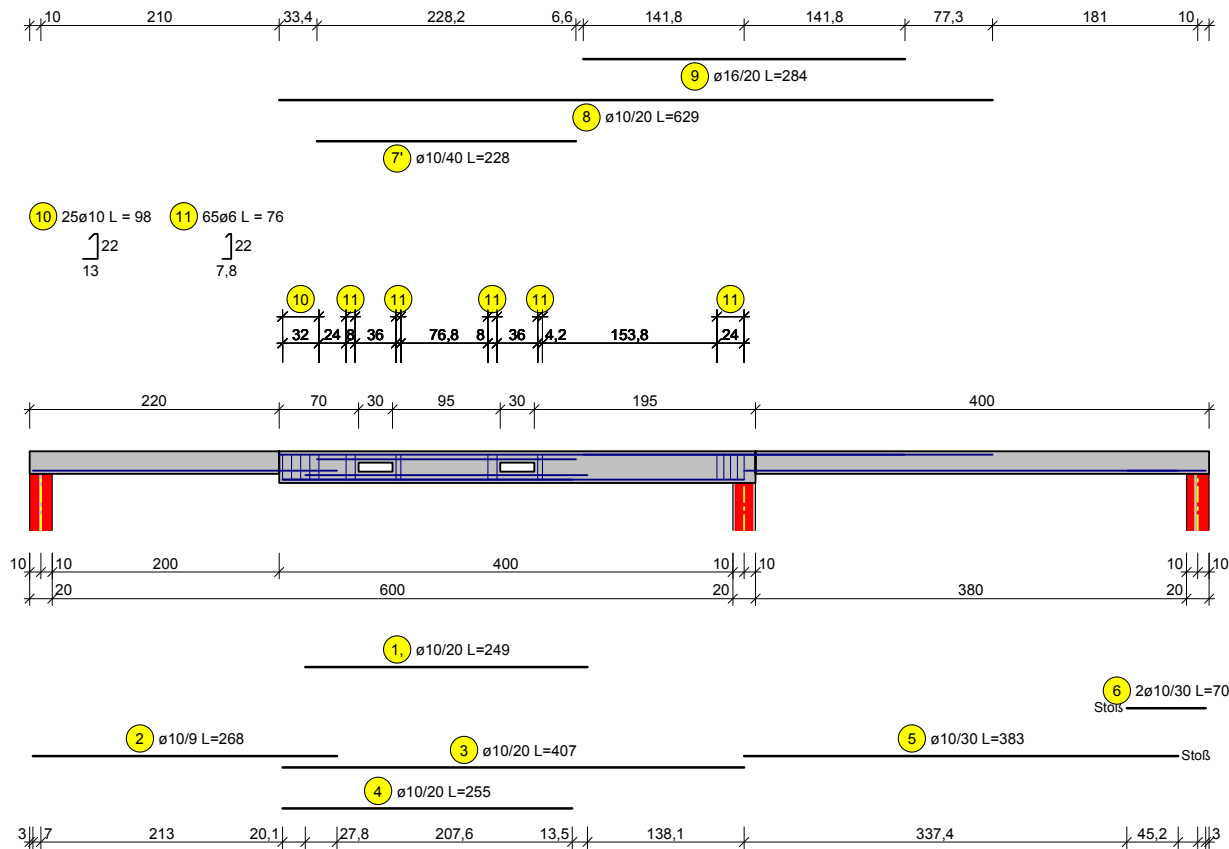 10 210 33,4 228,2 6,6 141,8 141,8 77,3 181 10
9 ø16/20 L=284
8 ø10/20 L=629
7' ø10/40 L=228
10 25ø10 L = 98 11 65ø6 L = 76
22 22
13 7,8
10 11 11 11 11 11
32 24 8 36 76,8 8 36 4,2 153,8 24
220 70 30 95 30 195 400
10 10 200 400 10 10 10 10
20 600 20 380 20
1, ø10/20 L=249
6 2ø10/30 L=70
Stoß
2 ø10/9 L=268
3 ø10/20 L=407
5 ø10/30 L=383
Stoß
4 ø10/20 L=255
3 7 213 20,1 27,8 207,6 13,5 138,1 337,4 45,2 3